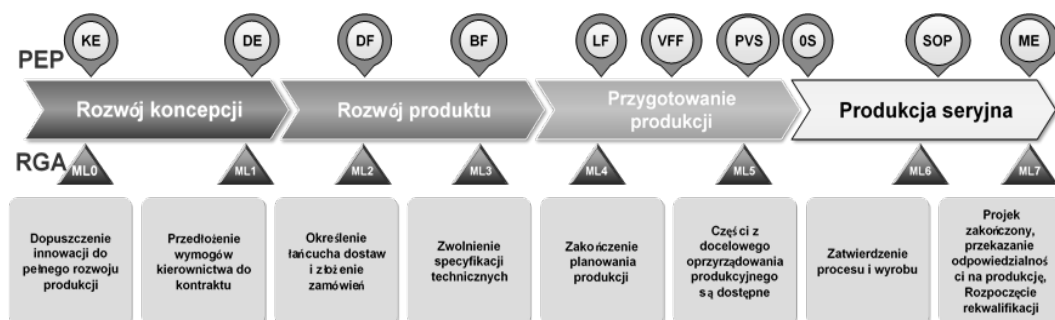 KE DE DF BF LF VFF PVS 0S SOP ME
PEP
Rozwój koncepcji
Rozwój produktu
Przygotowanie
produkcji
Produkcja seryjna
RGA
ML0 ML1 ML2 ML3 ML4 ML5 ML6 ML7
Dopuszczenie
innowacji do
pełnego rozwoju
produkcji
Przedłożenie
wymogów
kierownictwa do
kontraktu
Określenie
łańcucha dostaw
i złożenie
zamówień
Zwolnienie
specyfikacji
technicznych
Zakończenie
planowania
produkcji
Części z
docelowego
oprzyrządowania
produkcyjnego
są dostępne
Zatwierdzenie
procesu i wyrobu
Projek
zakończony,
przekazanie
odpowiedzialnoś
ci na produkcję,
Rozpoczęcie
rekwalifikacji